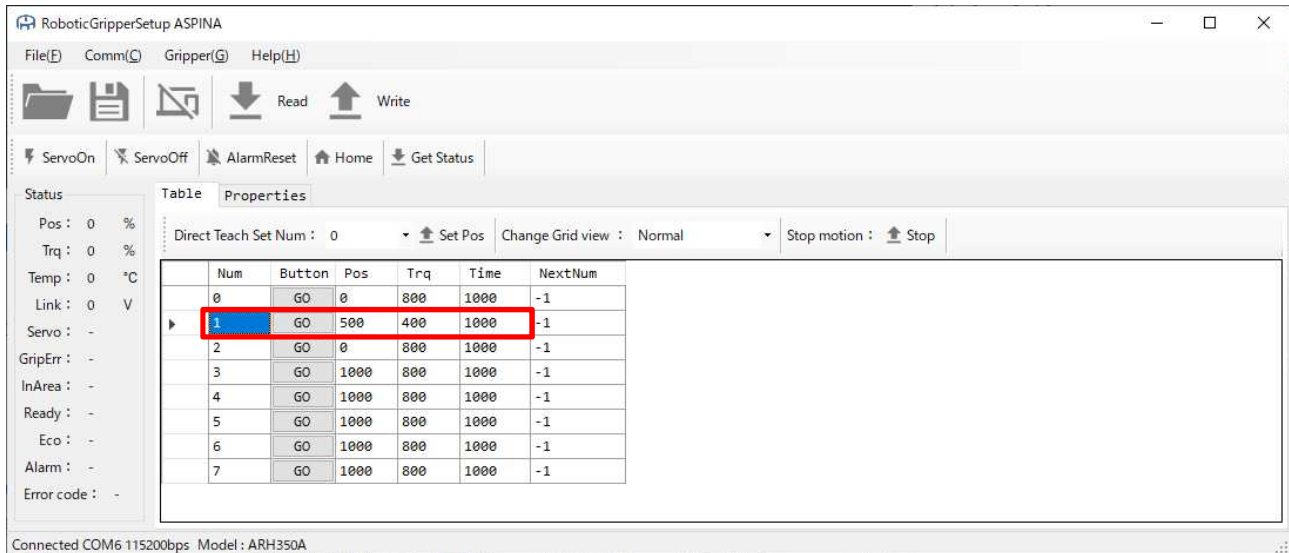 RoboticGripperSetup ASPINA
File(F) Comm(C) Gripper(G) Help(H)
Read Write
ServoOn ServoOff AlarmReset Home Get Status
Status
Table Properties
Pos： 0 %
Direct Teach Set Num： 0 Set Pos Change Grid view： Normal Stop motion： Stop
Trq： 0 %
Temp： 0 °C
Link： 0 V
Servo： -
GripErr： -
InArea： -
Ready： -
Eco： -
Alarm： -
Error code： -
Num Button Pos Trq Time NextNum
0 GO 0 800 1000 -1
1 GO 500 400 1000 -1
2 GO 0 800 1000 -1
3 GO 1000 800 1000 -1
4 GO 1000 800 1000 -1
5 GO 1000 800 1000 -1
6 GO 1000 800 1000 -1
7 GO 1000 800 1000 -1
Connected COM6 115200bps Model : ARH350A